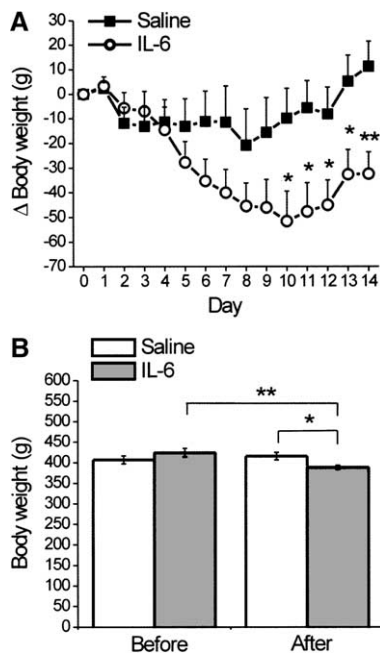 A
Saline
IL-6
Δ Body weight (g)
30
20
10
0
-10
-20
-30
-40
-50
-60
-70
* * * * **
0 1 2 3 4 5 6 7 8 9 10 11 12 13 14
Day
B
Saline
IL-6
Body weight (g)
600
550
500
450
400
350
300
250
200
150
100
50
0
**
*
Before After